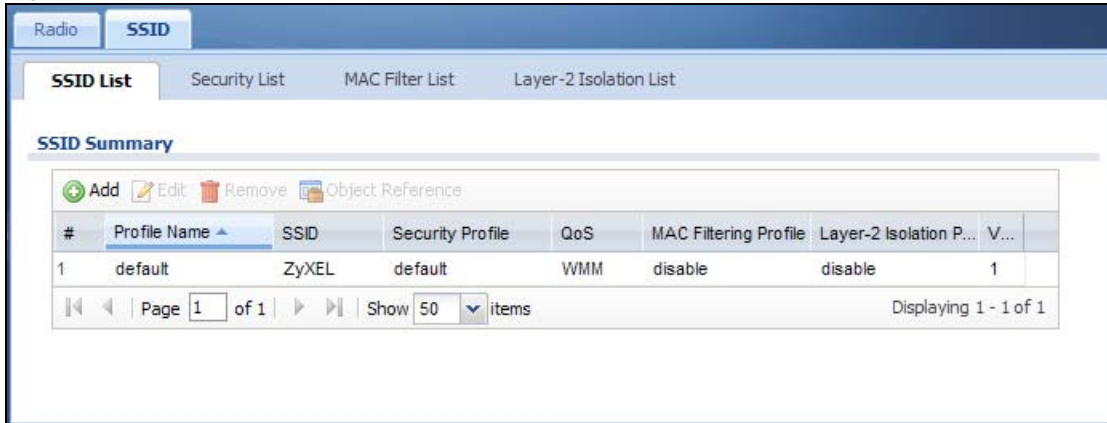 Radio SSID
SSID List Security List MAC Filter List Layer-2 Isolation List
SSID Summary
Add Edit Remove Object Reference
# Profile Name SSID Security Profile QoS MAC Filtering Profile Layer-2 Isolation P... V...
1 default ZyXEL default WMM disable disable 1
Page 1 of 1 Show 50 items Displaying 1 - 1 of 1